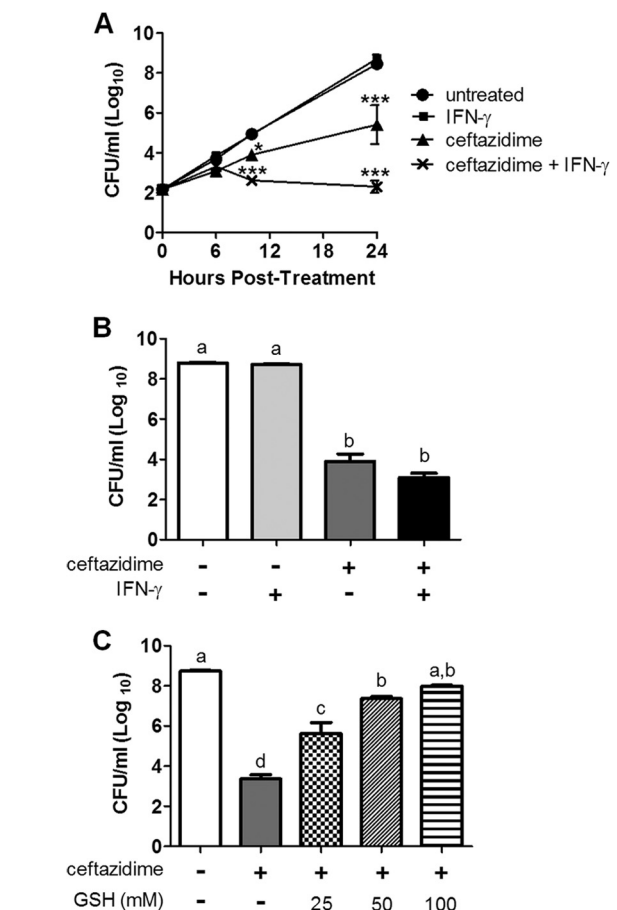 A
CFU/ml (Log10)
10
8
6
4
2
0
0 6 12 18 24
Hours Post-Treatment
*
***
***
***
untreated
IFN-γ
ceftazidime
ceftazidime + IFN-γ
B
CFU/ml (Log 10)
10
8
6
4
2
0
a a b b
ceftazidime - - + +
IFN-γ - + - +
C
CFU/ml (Log 10)
10
8
6
4
2
0
a d c b a,b
ceftazidime - + + + +
GSH (mM) - - 25 50 100